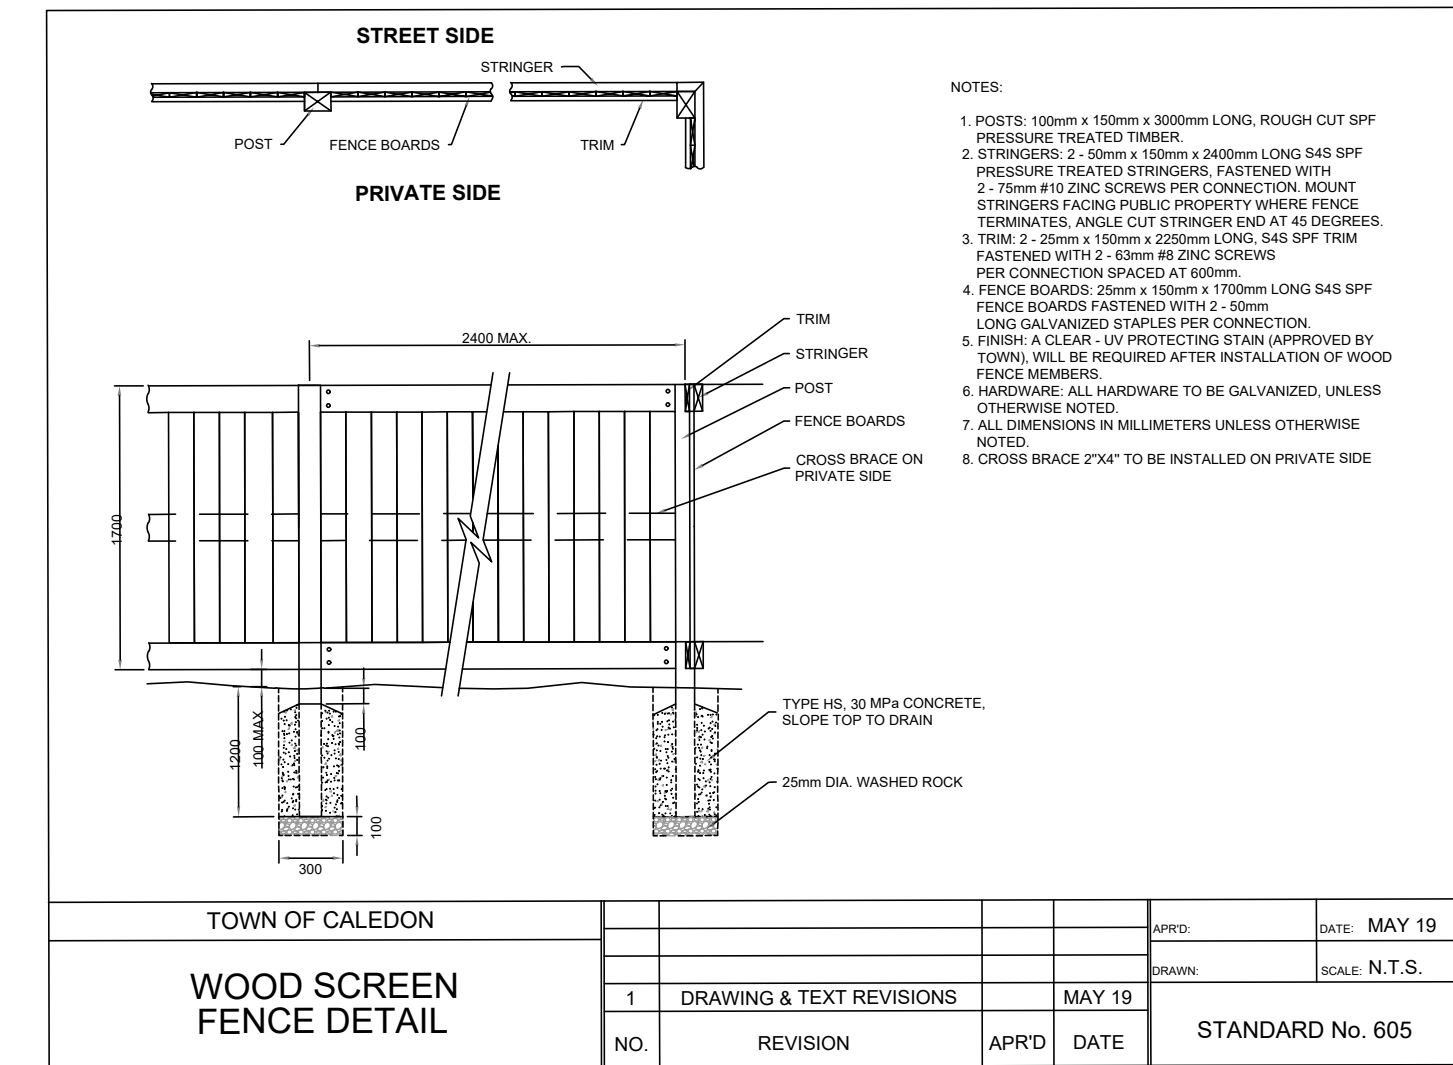 STREET SIDE
STRINGER
POST
FENCE BOARDS
TRIM
PRIVATE SIDE
NOTES:
1. POSTS: 100mm x 150mm x 3000mm LONG, ROUGH CUT SPF
PRESSURE TREATED TIMBER.
2. STRINGERS: 2 - 50mm x 150mm x 2400mm LONG S4S SPF
PRESSURE TREATED STRINGERS, FASTENED WITH
2 - 75mm #10 ZINC SCREWS PER CONNECTION. MOUNT
STRINGERS FACING PUBLIC PROPERTY WHERE FENCE
TERMINATES, ANGLE CUT STRINGER END AT 45 DEGREES.
3. TRIM: 2 - 25mm x 150mm x 2250mm LONG, S4S SPF TRIM
FASTENED WITH 2 - 63mm #8 ZINC SCREWS
PER CONNECTION SPACED AT 600mm.
4. FENCE BOARDS: 25mm x 150mm x 1700mm LONG S4S SPF
FENCE BOARDS FASTENED WITH 2 - 50mm
LONG GALVANIZED STAPLES PER CONNECTION.
5. FINISH: A CLEAR - UV PROTECTING STAIN (APPROVED BY
TOWN), WILL BE REQUIRED AFTER INSTALLATION OF WOOD
FENCE MEMBERS.
6. HARDWARE: ALL HARDWARE TO BE GALVANIZED, UNLESS
OTHERWISE NOTED.
7. ALL DIMENSIONS IN MILLIMETERS UNLESS OTHERWISE
NOTED.
8. CROSS BRACE 2"X4" TO BE INSTALLED ON PRIVATE SIDE
2400 MAX.
TRIM
STRINGER
POST
FENCE BOARDS
CROSS BRACE ON
PRIVATE SIDE
1700
1200
100 MAX
100
TYPE HS, 30 MPa CONCRETE,
SLOPE TOP TO DRAIN
25mm DIA. WASHED ROCK
100
300
TOWN OF CALEDON
WOOD SCREEN
FENCE DETAIL
1 DRAWING & TEXT REVISIONS MAY 19
NO. REVISION APR'D DATE
APR'D: DATE: MAY 19
DRAWN: SCALE: N.T.S.
STANDARD No. 605